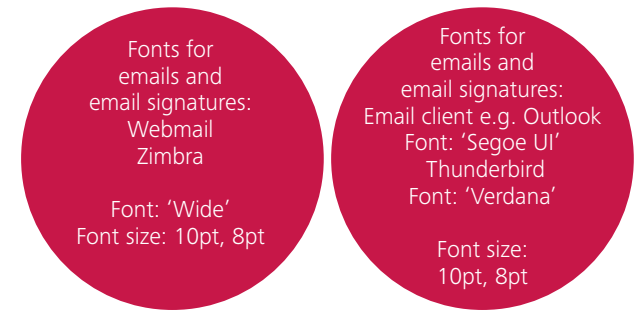 Fonts for
emails and
email signatures:
Webmail
Zimbra
Font: ‘Wide’
Font size: 10pt, 8pt
Fonts for
emails and
email signatures:
Email client e.g. Outlook
Font: ‘Segoe UI’
Thunderbird
Font: ‘Verdana’
Font size:
10pt, 8pt